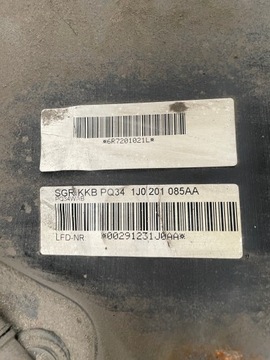 *6R7201021L*
SGR KKB PQ34 1J0 201 085AA
LFD-NR. *00291231J0AA*